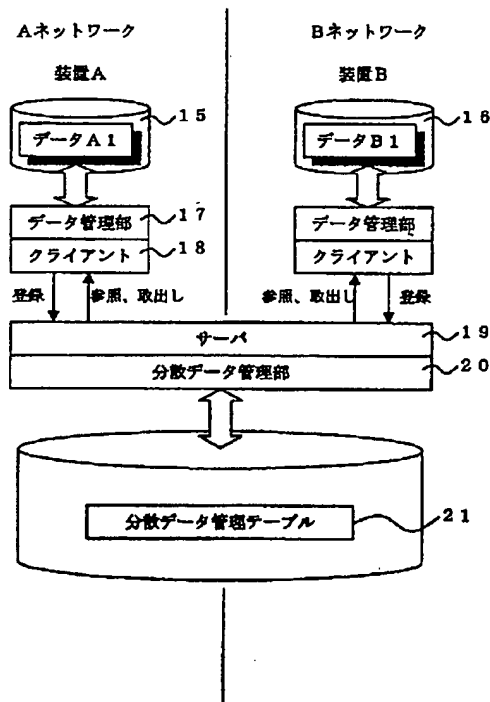 Aネットワーク
Bネットワーク
装置A
装置B
15
16
データA1
データB1
データ管理部
17
クライアント
18
データ管理部
クライアント
登録
参照、取出し
参照、取出し
登録
サーバ
19
分散データ管理部
20
分散データ管理テーブル
21